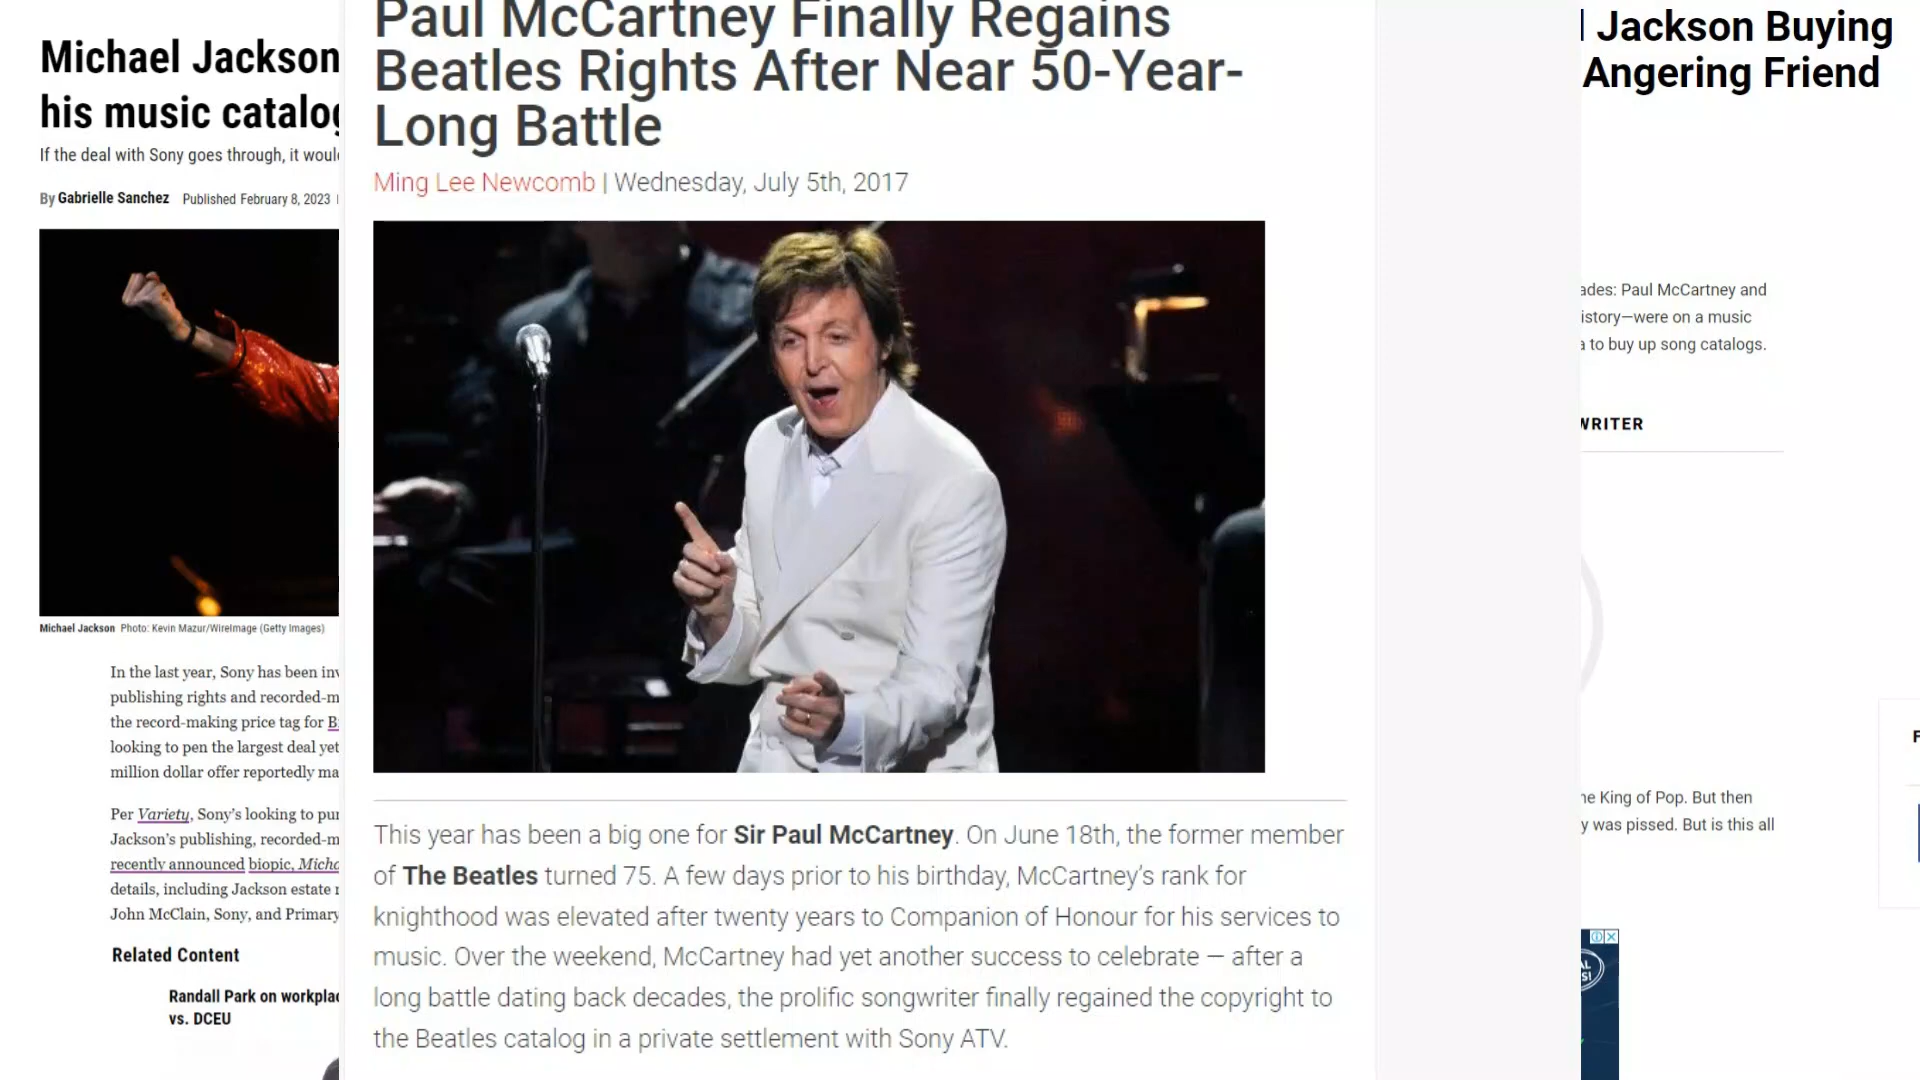 Michael Jackson
his music catalog
If the deal with Sony goes through, it woul
By Gabrielle Sanchez Published February 8, 2023
Michael Jackson Photo: Kevin Mazur/WireImage (Getty Images)
In the last year, Sony has been inv
publishing rights and recorded-m
the record-making price tag for B
looking to pen the largest deal yet
million dollar offer reportedly ma
Per Variety, Sony's looking to pur
Jackson's publishing, recorded-m
recently announced biopic, Micha
details, including Jackson estate
John McClain, Sony, and Primary
Related Content
Randall Park on workplac
vs. DCEU
Paul McCartney Finally Regains
Beatles Rights After Near 50-Year-
Long Battle
Ming Lee Newcomb | Wednesday, July 5th, 2017
This year has been a big one for Sir Paul McCartney. On June 18th, the former member
of The Beatles turned 75. A few days prior to his birthday, McCartney's rank for
knighthood was elevated after twenty years to Companion of Honour for his services to
music. Over the weekend, McCartney had yet another success to celebrate — after a
long battle dating back decades, the prolific songwriter finally regained the copyright to
the Beatles catalog in a private settlement with Sony ATV.
Jackson Buying
Angering Friend
ades: Paul McCartney and
istory—were on a music
a to buy up song catalogs.
WRITER
he King of Pop. But then
y was pissed. But is this all
F